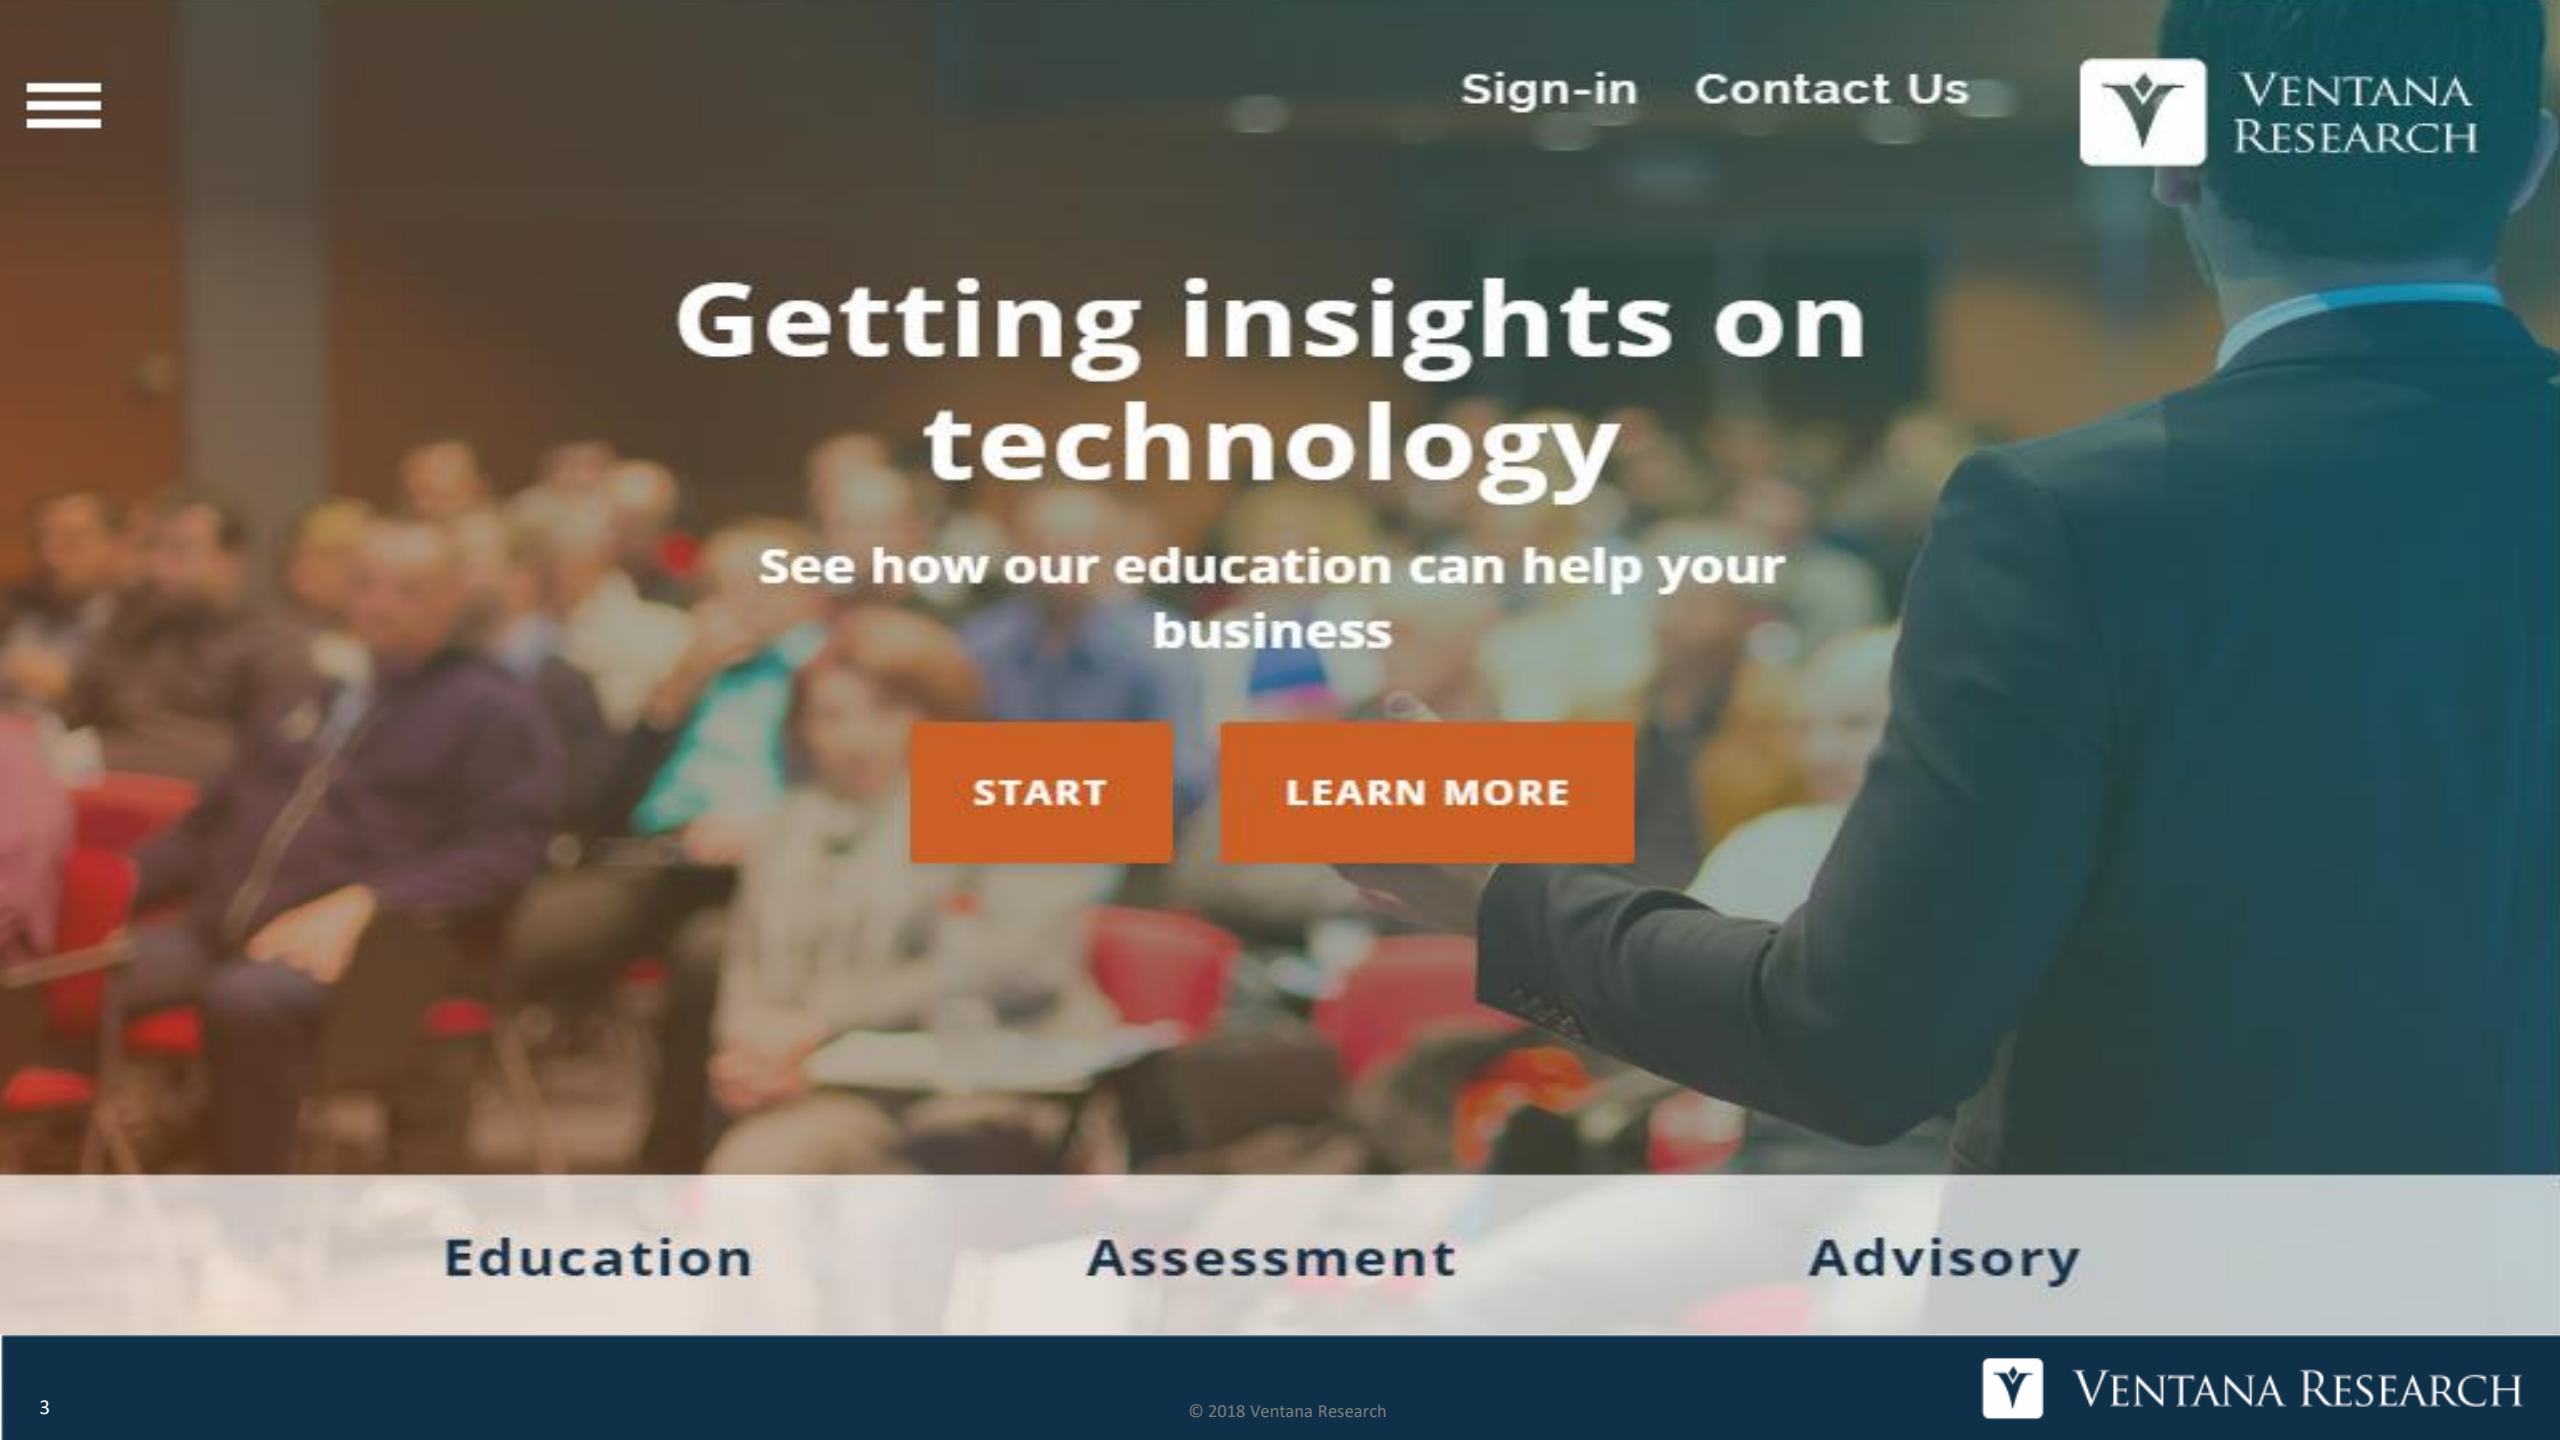 Sign-in Contact Us
VENTANA
RESEARCH
Getting insights on
technology
See how our education can help your
business
START LEARN MORE
Education Assessment Advisory
3
© 2018 Ventana Research
VENTANA RESEARCH